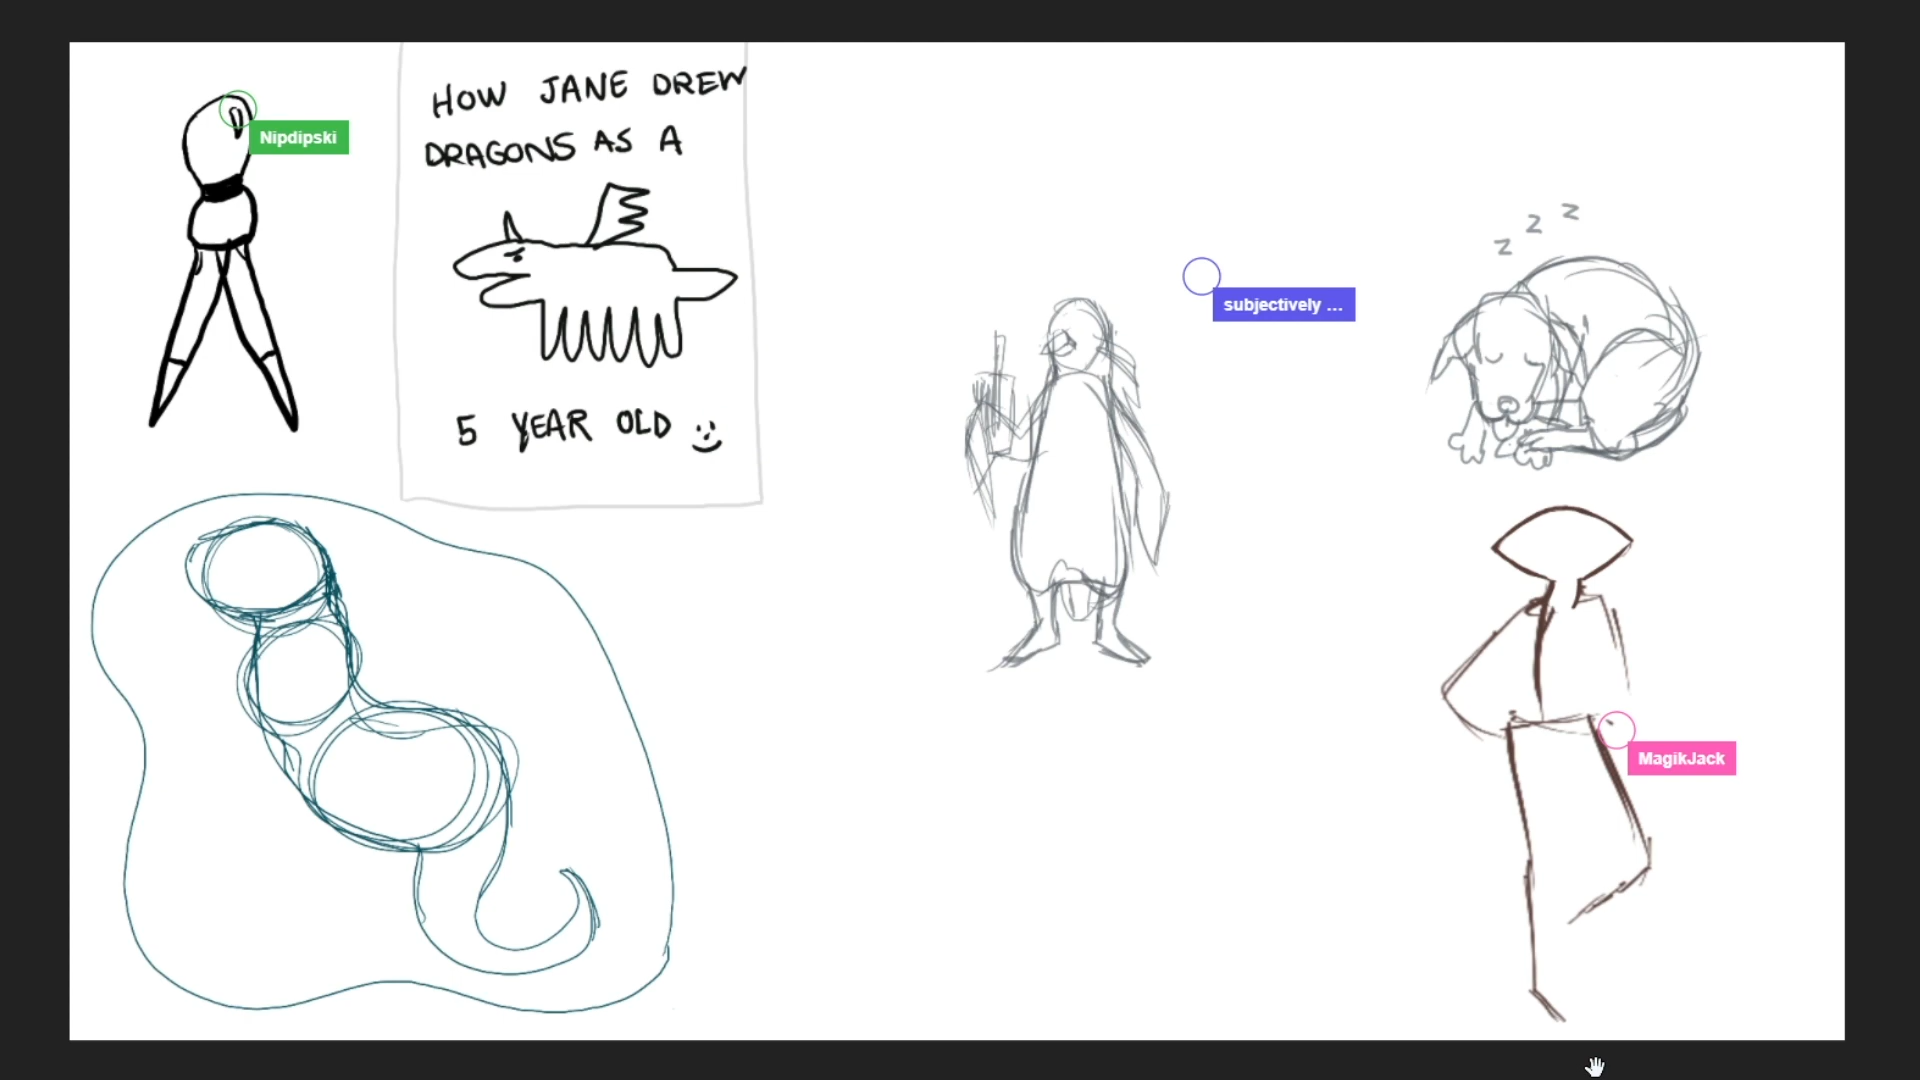 HOW JANE DREW
DRAGONS AS A
5 YEAR OLD
Nipdipski
subjectively ...
z z z
MagikJack